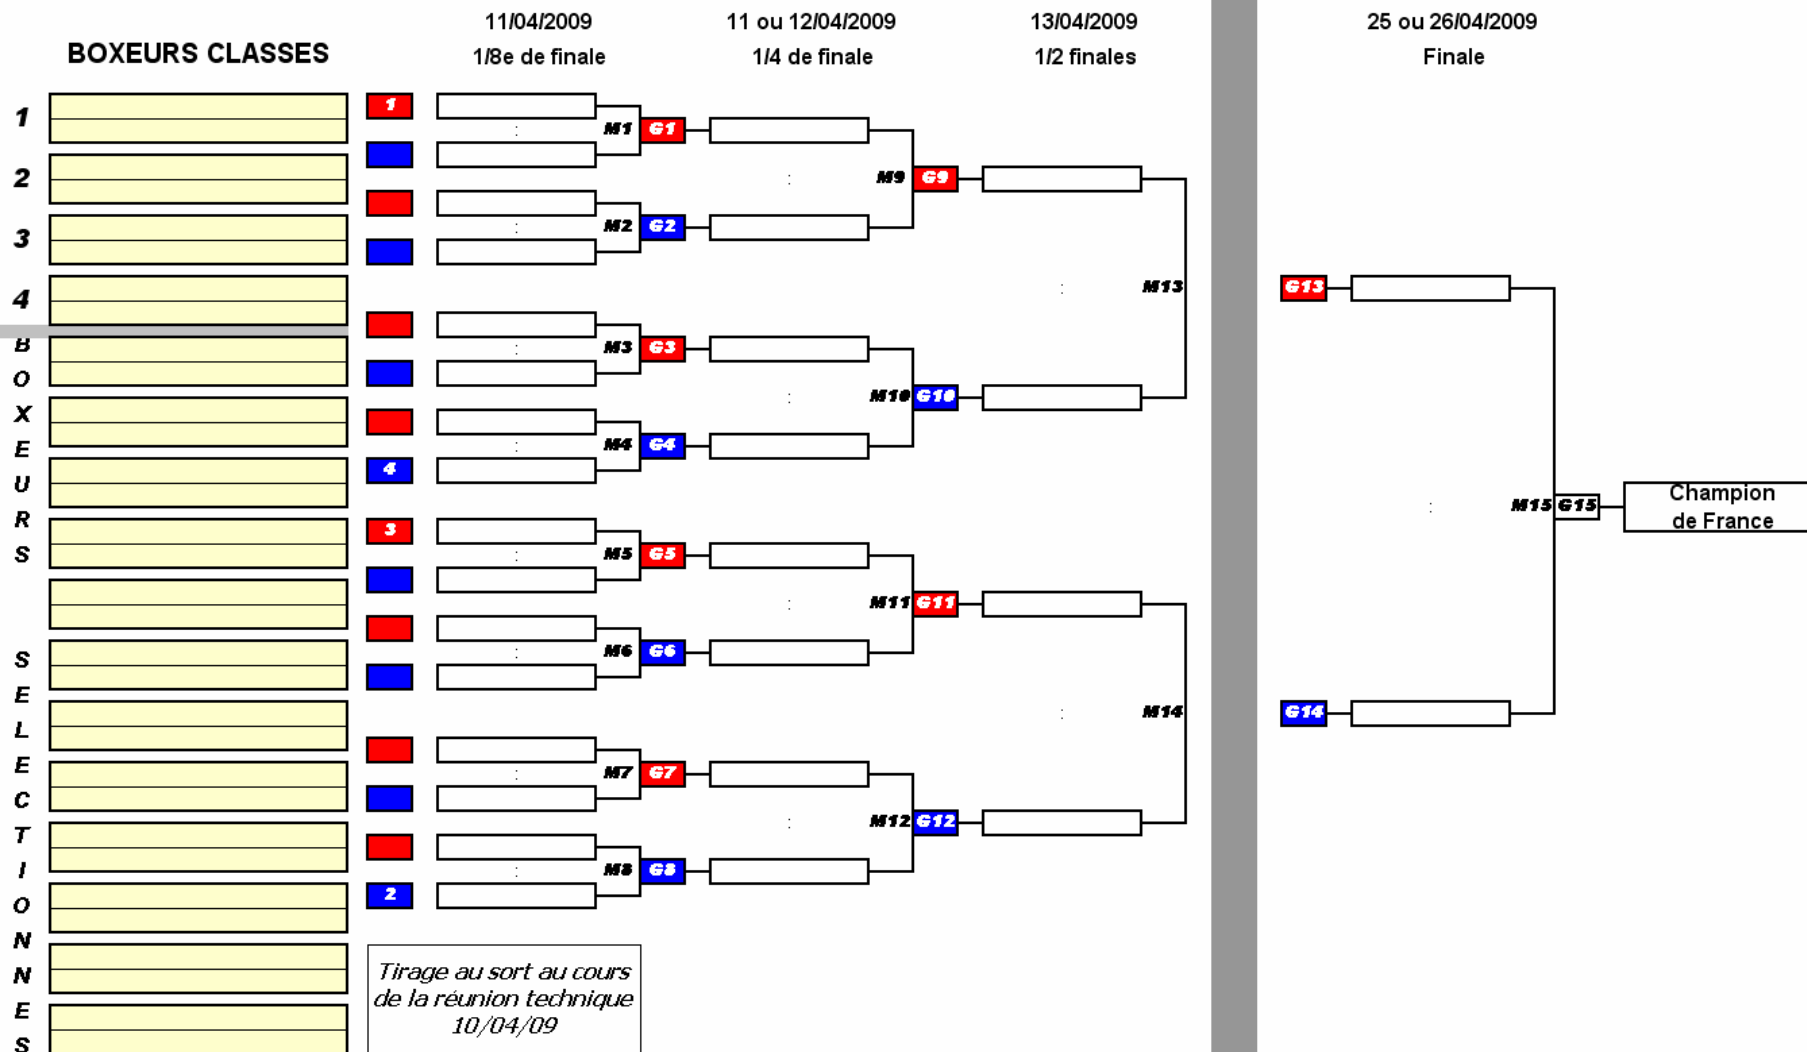 11/04/2009
11 ou 12/04/2009
13/04/2009
25 ou 26/04/2009
BOXEURS CLASSES
1/8e de finale
1/4 de finale
1/2 finales
Finale
1
2
3
4
BOXEURS
SELECTIONNES
1
4
3
2
:
M1 G1
:
M2 G2
:
M3 G3
:
M4 G4
:
M5 G5
:
M6 G6
:
M7 G7
:
M8 G8
:
M9 G9
:
M10 G10
:
M11 G11
:
M12 G12
:
M13
:
M14
G13
G14
:
M15 G15
Champion
de France
Tirage au sort au cours
de la réunion technique
10/04/09